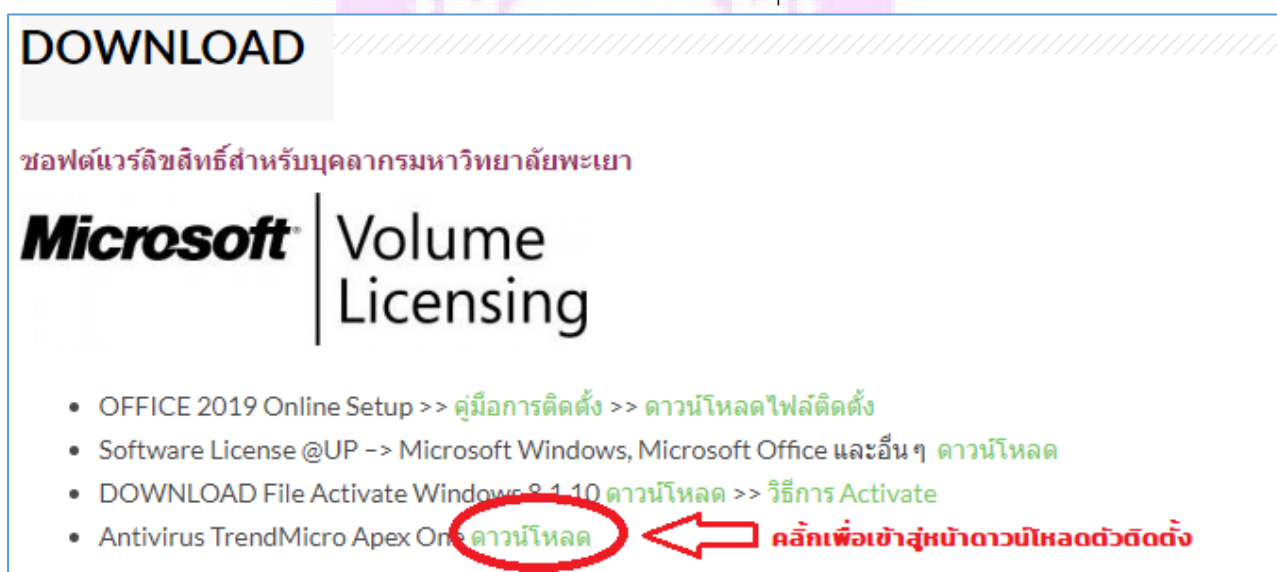 DOWNLOAD
ซอฟต์แวร์ลิขสิทธิ์สำหรับบุคลากรมหาวิทยาลัยพะเยา
Microsoft® Volume Licensing
OFFICE 2019 Online Setup >> คู่มือการติดตั้ง >> ดาวน์โหลดไฟล์ติดตั้ง
Software License @UP –> Microsoft Windows, Microsoft Office และอื่น ๆ ดาวน์โหลด
DOWNLOAD File Activate Windows 8,1,10 ดาวน์โหลด >> วิธีการ Activate
Antivirus TrendMicro Apex One ดาวน์โหลด คลิ้กเพื่อเข้าสู่หน้าดาวน์โหลดตัวติดตั้ง